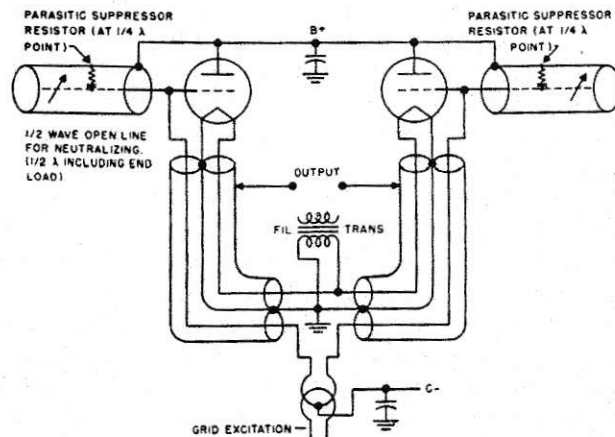 PARASITIC SUPPRESSOR
RESISTOR (AT 1/4 λ
POINT)
B+
PARASITIC SUPPRESSOR
RESISTOR (AT 1/4 λ
POINT)
1/2 WAVE OPEN LINE
FOR NEUTRALIZING.
(1/2 λ INCLUDING END
LOAD)
OUTPUT
FIL TRANS
C-
GRID EXCITATION